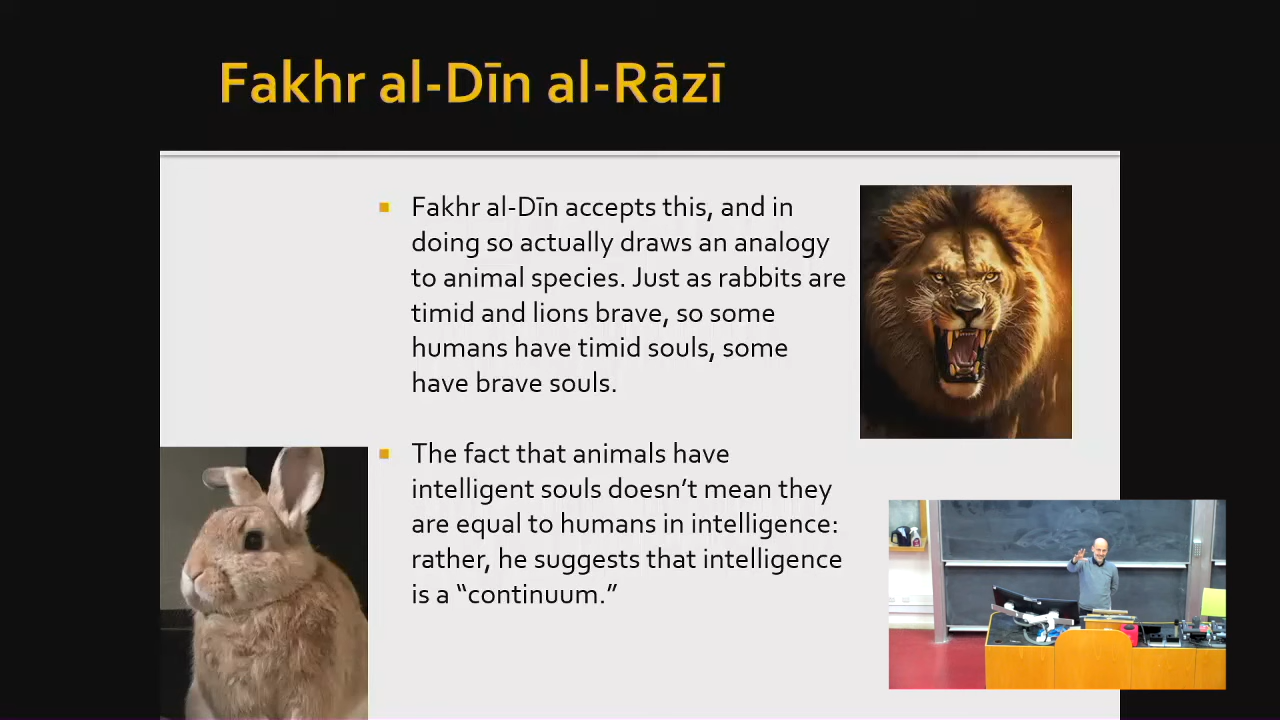 Fakhr al-Dīn al-Rāzī
Fakhr al-Dīn accepts this, and in
doing so actually draws an analogy
to animal species. Just as rabbits are
timid and lions brave, so some
humans have timid souls, some
have brave souls.
The fact that animals have
intelligent souls doesn’t mean they
are equal to humans in intelligence:
rather, he suggests that intelligence
is a “continuum.”